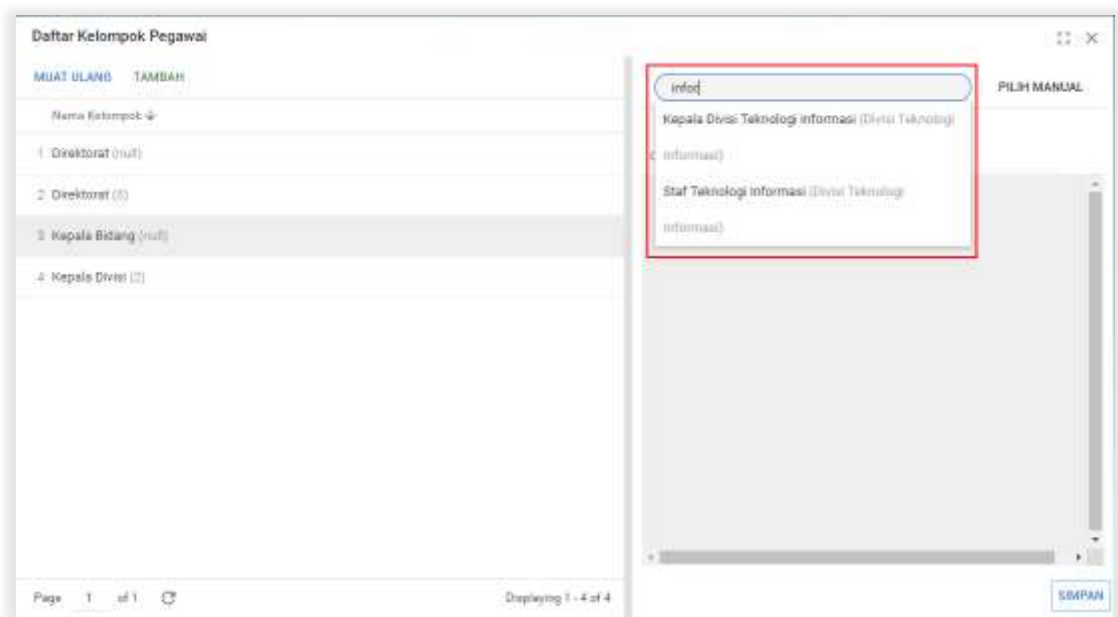 Daftar Kelompok Pegawai
MUAT ULANG TAMBAH
Nama Kelompok
1 Direktorat (null)
2 Direktorat
3 Kepala Bidang (null)
4 Kepala Divisi (2)
Page 1 of 1
Displaying 1 - 4 of 4
infor
PILIH MANUAL
Kepala Divisi Teknologi informasi (Divisi Teknologi
Informasi)
Staf Teknologi Informasi (Divisi Teknologi
Informasi)
SIMPAN